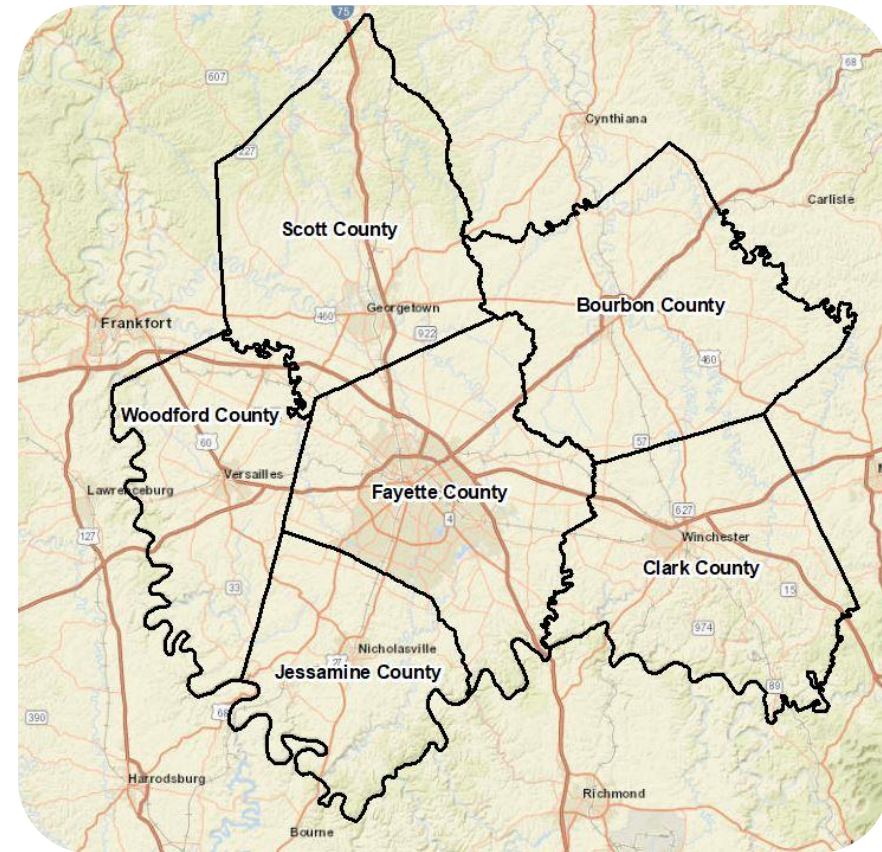 75
68
607
Cynthiana
227
Carlisle
Scott County
Bourbon County
Georgetown
460
Frankfort
922
460
Woodford County
57
60
Versailles
Lawrenceburg
Fayette County
627
4
127
Winchester
Clark County
33
15
974
Nicholasville
27
Jessamine County
89
68
390
Harrodsburg
Richmond
Bourne